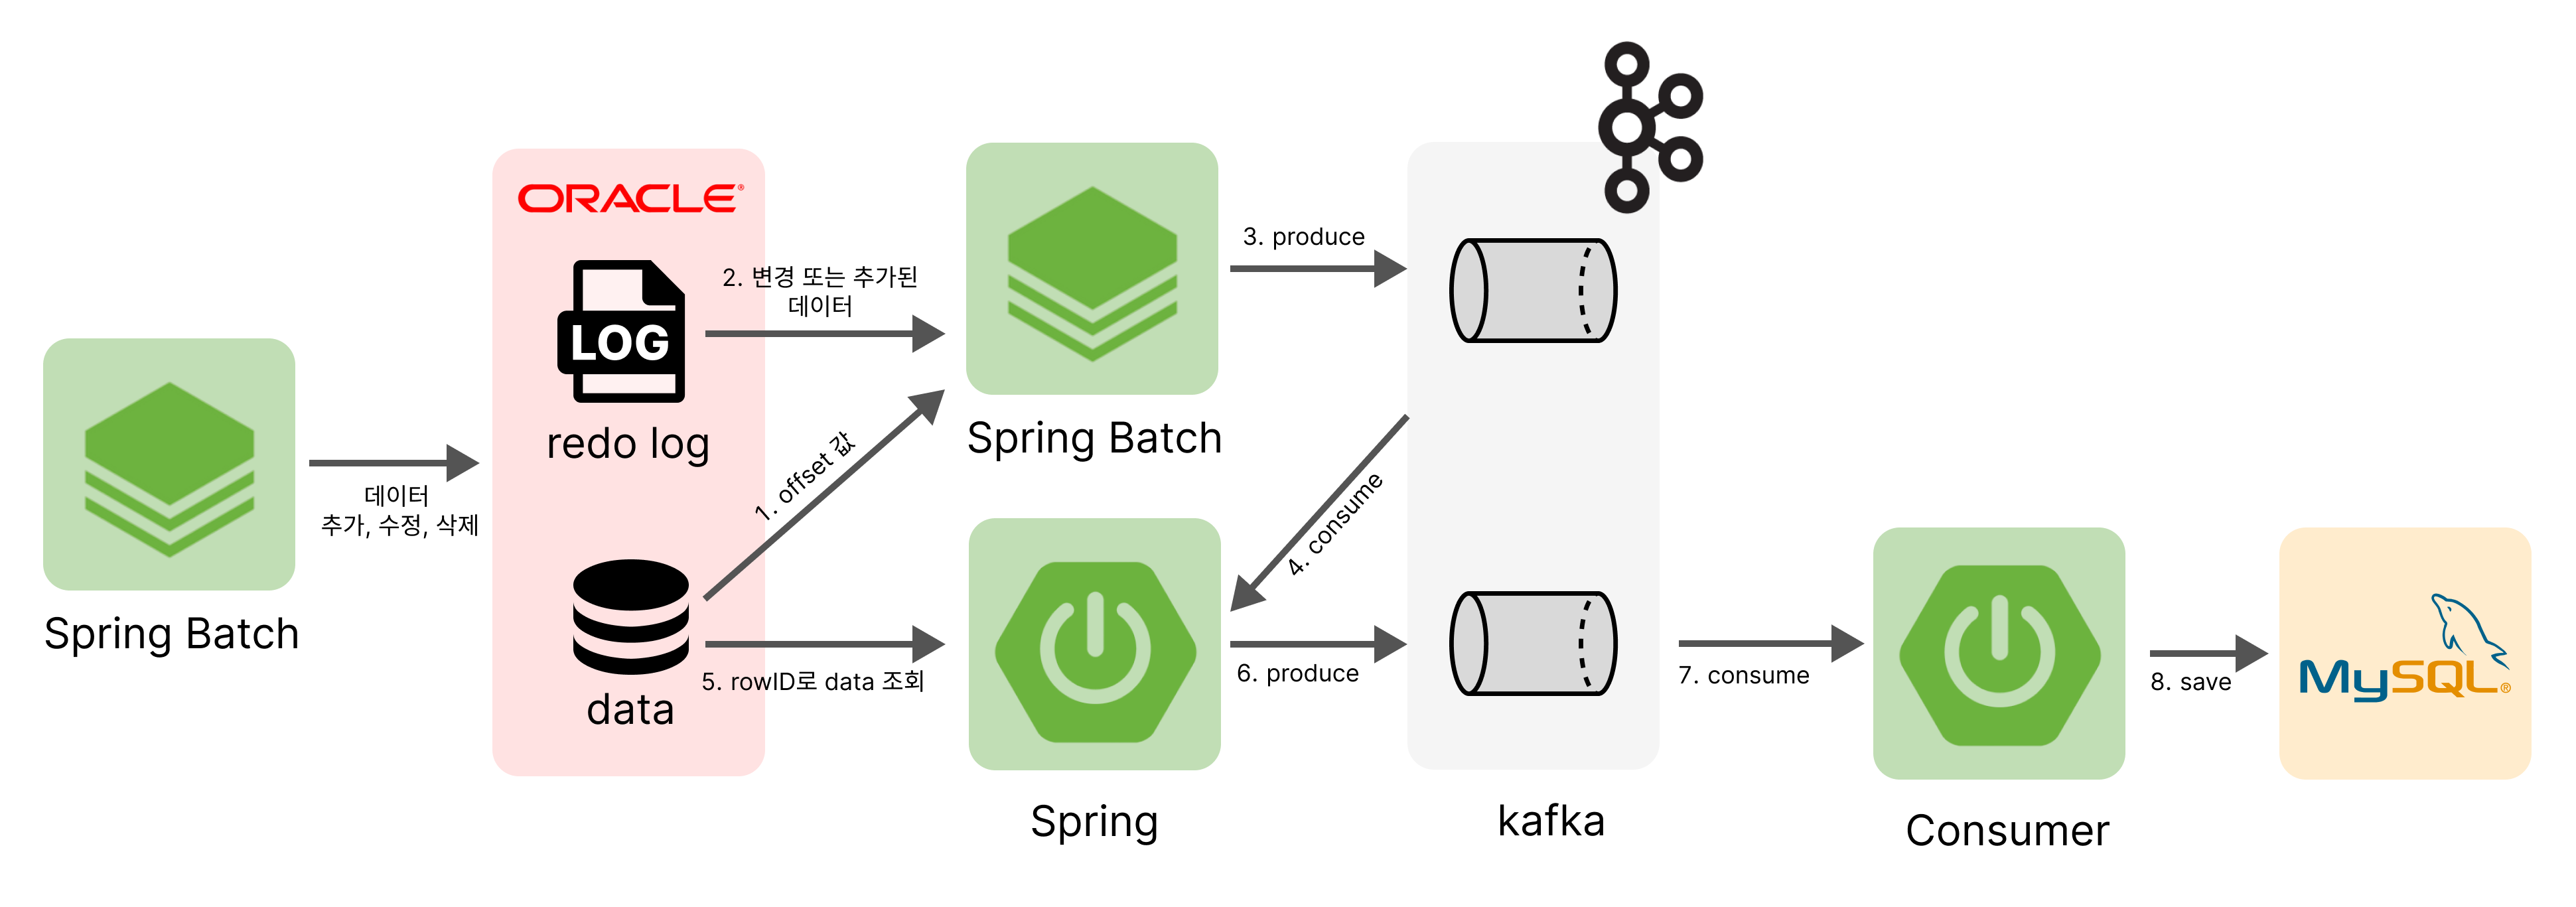 Spring Batch
데이터
추가, 수정, 삭제
ORACLE®
LOG
redo log
data
2. 변경 또는 추가된
데이터
1. offset 값
5. rowID로 data 조회
Spring Batch
Spring
3. produce
4. consume
6. produce
kafka
7. consume
Consumer
8. save
MySQL®